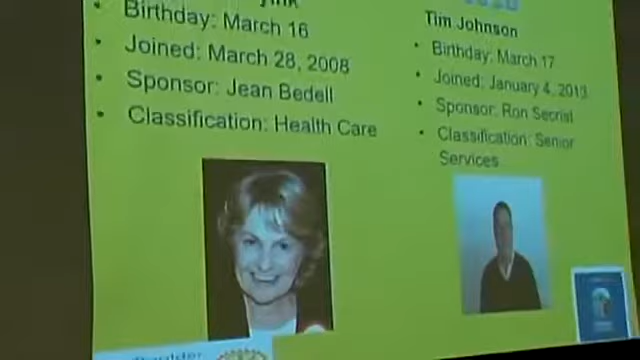 Birthday: March 16
Joined: March 28, 2008
Sponsor: Jean Bedell
Classification: Health Care
Tim Johnson
Birthday: March 17
Joined: January 4, 2013
Sponsor: Ron Secrist
Classification: Senior
Services